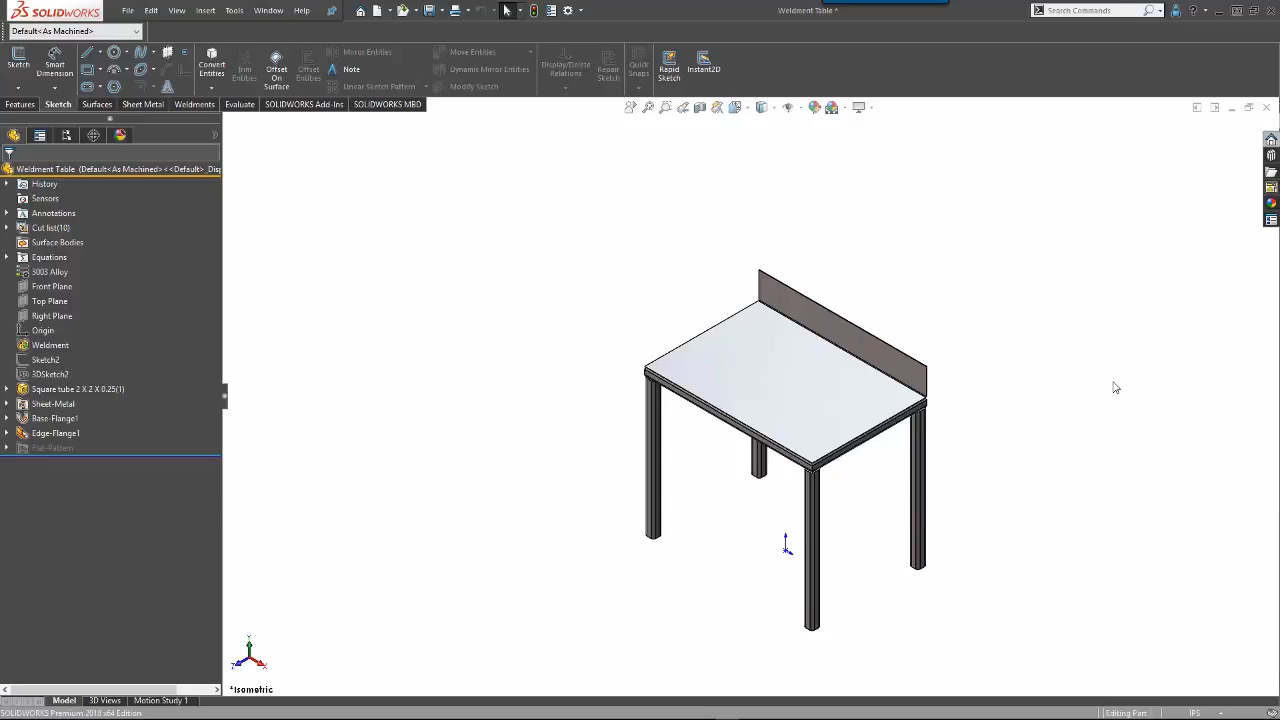 SOLIDWORKS File Edit View Insert Tools Window Help Weldment Table * Search Commands
Default<As Machined>
Sketch Smart Dimension Convert Entities Trim Entities Offset On Surface Offset Entities Mirror Entities Note Linear Sketch Pattern Move Entities Dynamic Mirror Entities Modify Sketch Display/Delete Relations Repair Sketch Quick Snaps Rapid Sketch Instant2D
Features Sketch Surfaces Sheet Metal Weldments Evaluate SOLIDWORKS Add-Ins SOLIDWORKS MBD
Weldment Table (Default<As Machined><<Default>_Disp
History
Sensors
Annotations
Cut list(10)
Surface Bodies
Equations
3003 Alloy
Front Plane
Top Plane
Right Plane
Origin
Weldment
Sketch2
3DSketch2
Square tube 2 X 2 X 0.25(1)
Sheet-Metal
Base-Flange1
Edge-Flange1
Flat-Pattern
Y
Z X
*Isometric
Model 3D Views Motion Study 1
SOLIDWORKS Premium 2018 x64 Edition Editing Part IPS